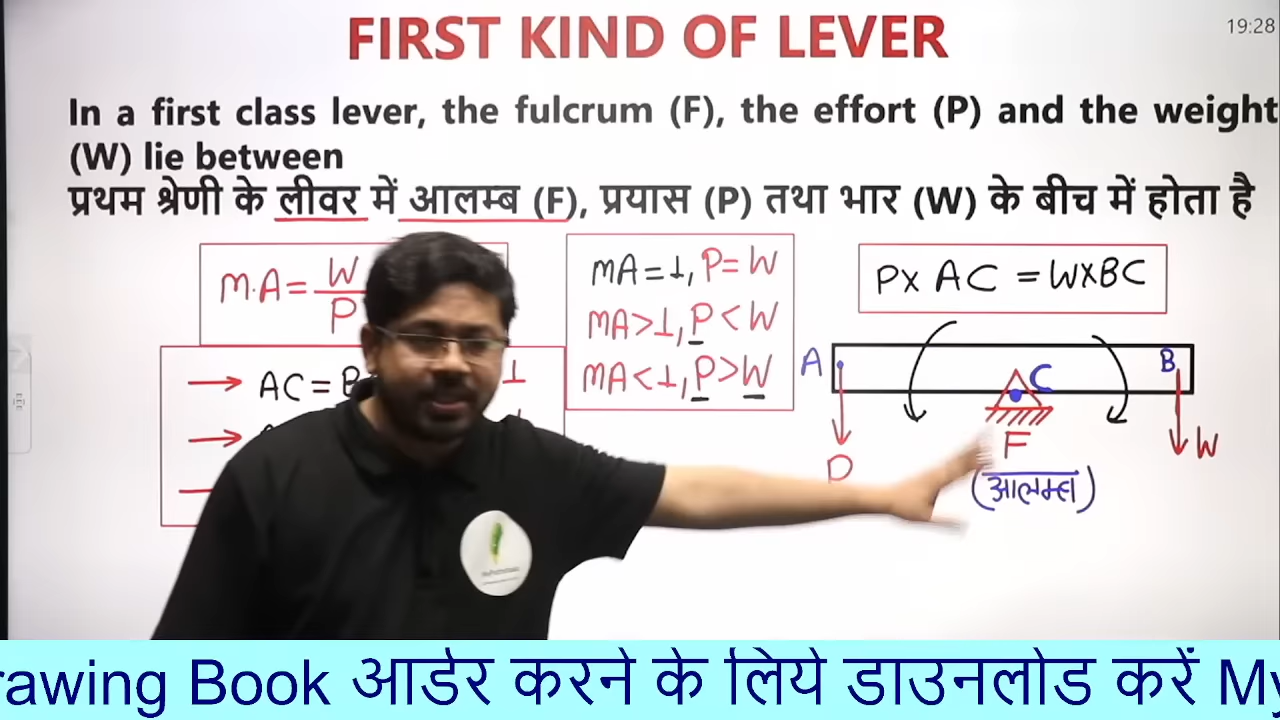 FIRST KIND OF LEVER
19:28
In a first class lever, the fulcrum (F), the effort (P) and the weight
(W) lie between
प्रथम श्रेणी के लीवर में आलम्ब (F), प्रयास (P) तथा भार (W) के बीच में होता है
M.A = W
P
MA=1, P=W
MA>1, P<W
MA<1, P>W
P× AC = W×BC
→ AC = B
→
A
C
B
P
F
W
(आलम्ब)
rawing Book आर्डर करने के लिये डाउनलोड करें My